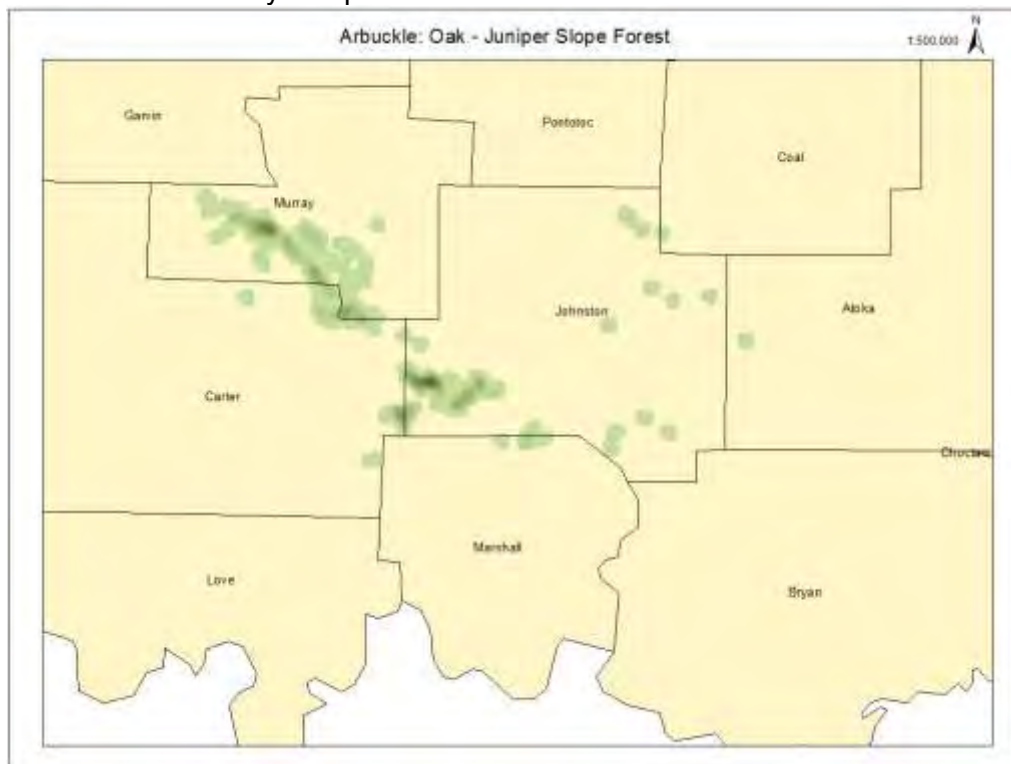 Arbuckle: Oak - Juniper Slope Forest
N
1:500,000
Garvin
Pontotoc
Coal
Murray
Johnston
Atoka
Carter
Choctaw
Marshall
Love
Bryan